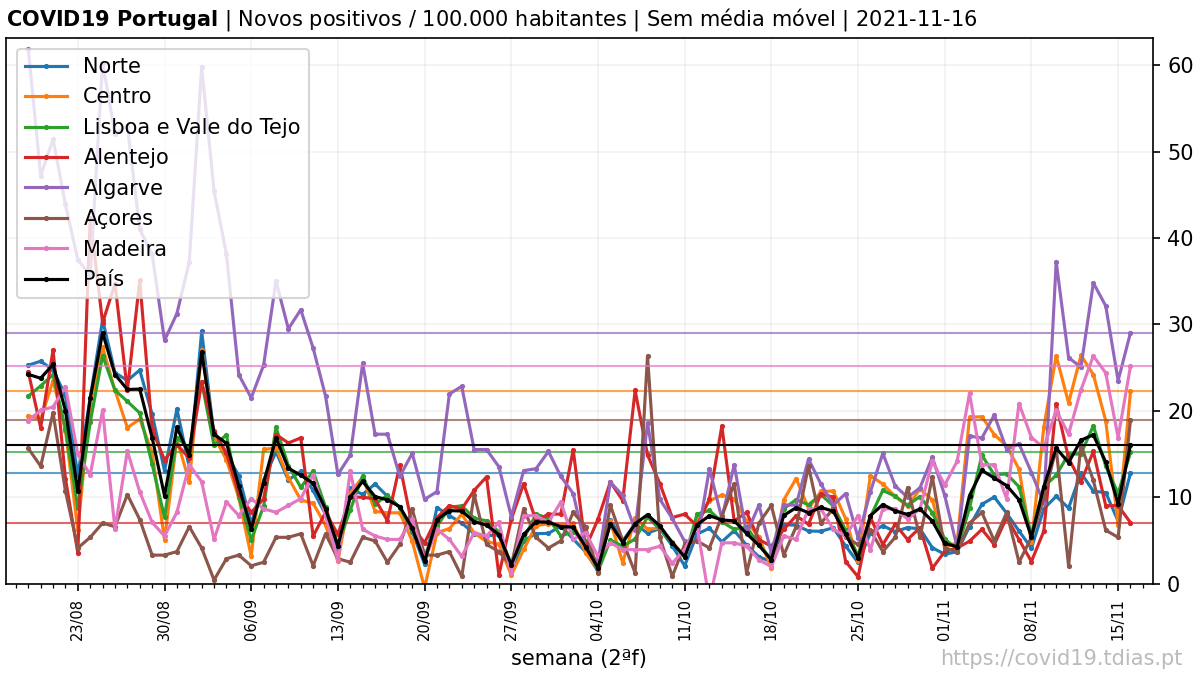 COVID19 Portugal | Novos positivos / 100.000 habitantes | Sem média móvel | 2021-11-16
Norte
Centro
Lisboa e Vale do Tejo
Alentejo
Algarve
Açores
Madeira
País
60
50
40
30
20
10
0
23/08
30/08
06/09
13/09
20/09
27/09
04/10
11/10
18/10
25/10
01/11
08/11
15/11
semana (2ªf)
https://covid19.tdias.pt